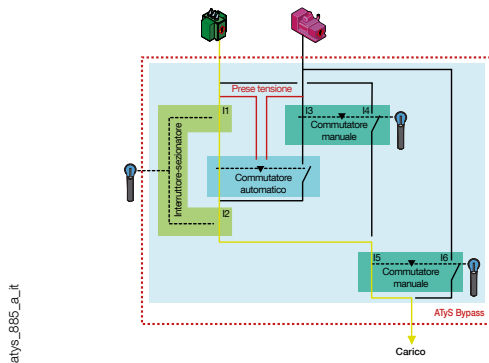 Prese tensione
I1
I3
I4
Commutatore
manuale
Interruttore-sezionatore
Commutatore
automatico
I2
I5
I6
Commutatore
manuale
ATyS Bypass
Carico
atys_885_a_it